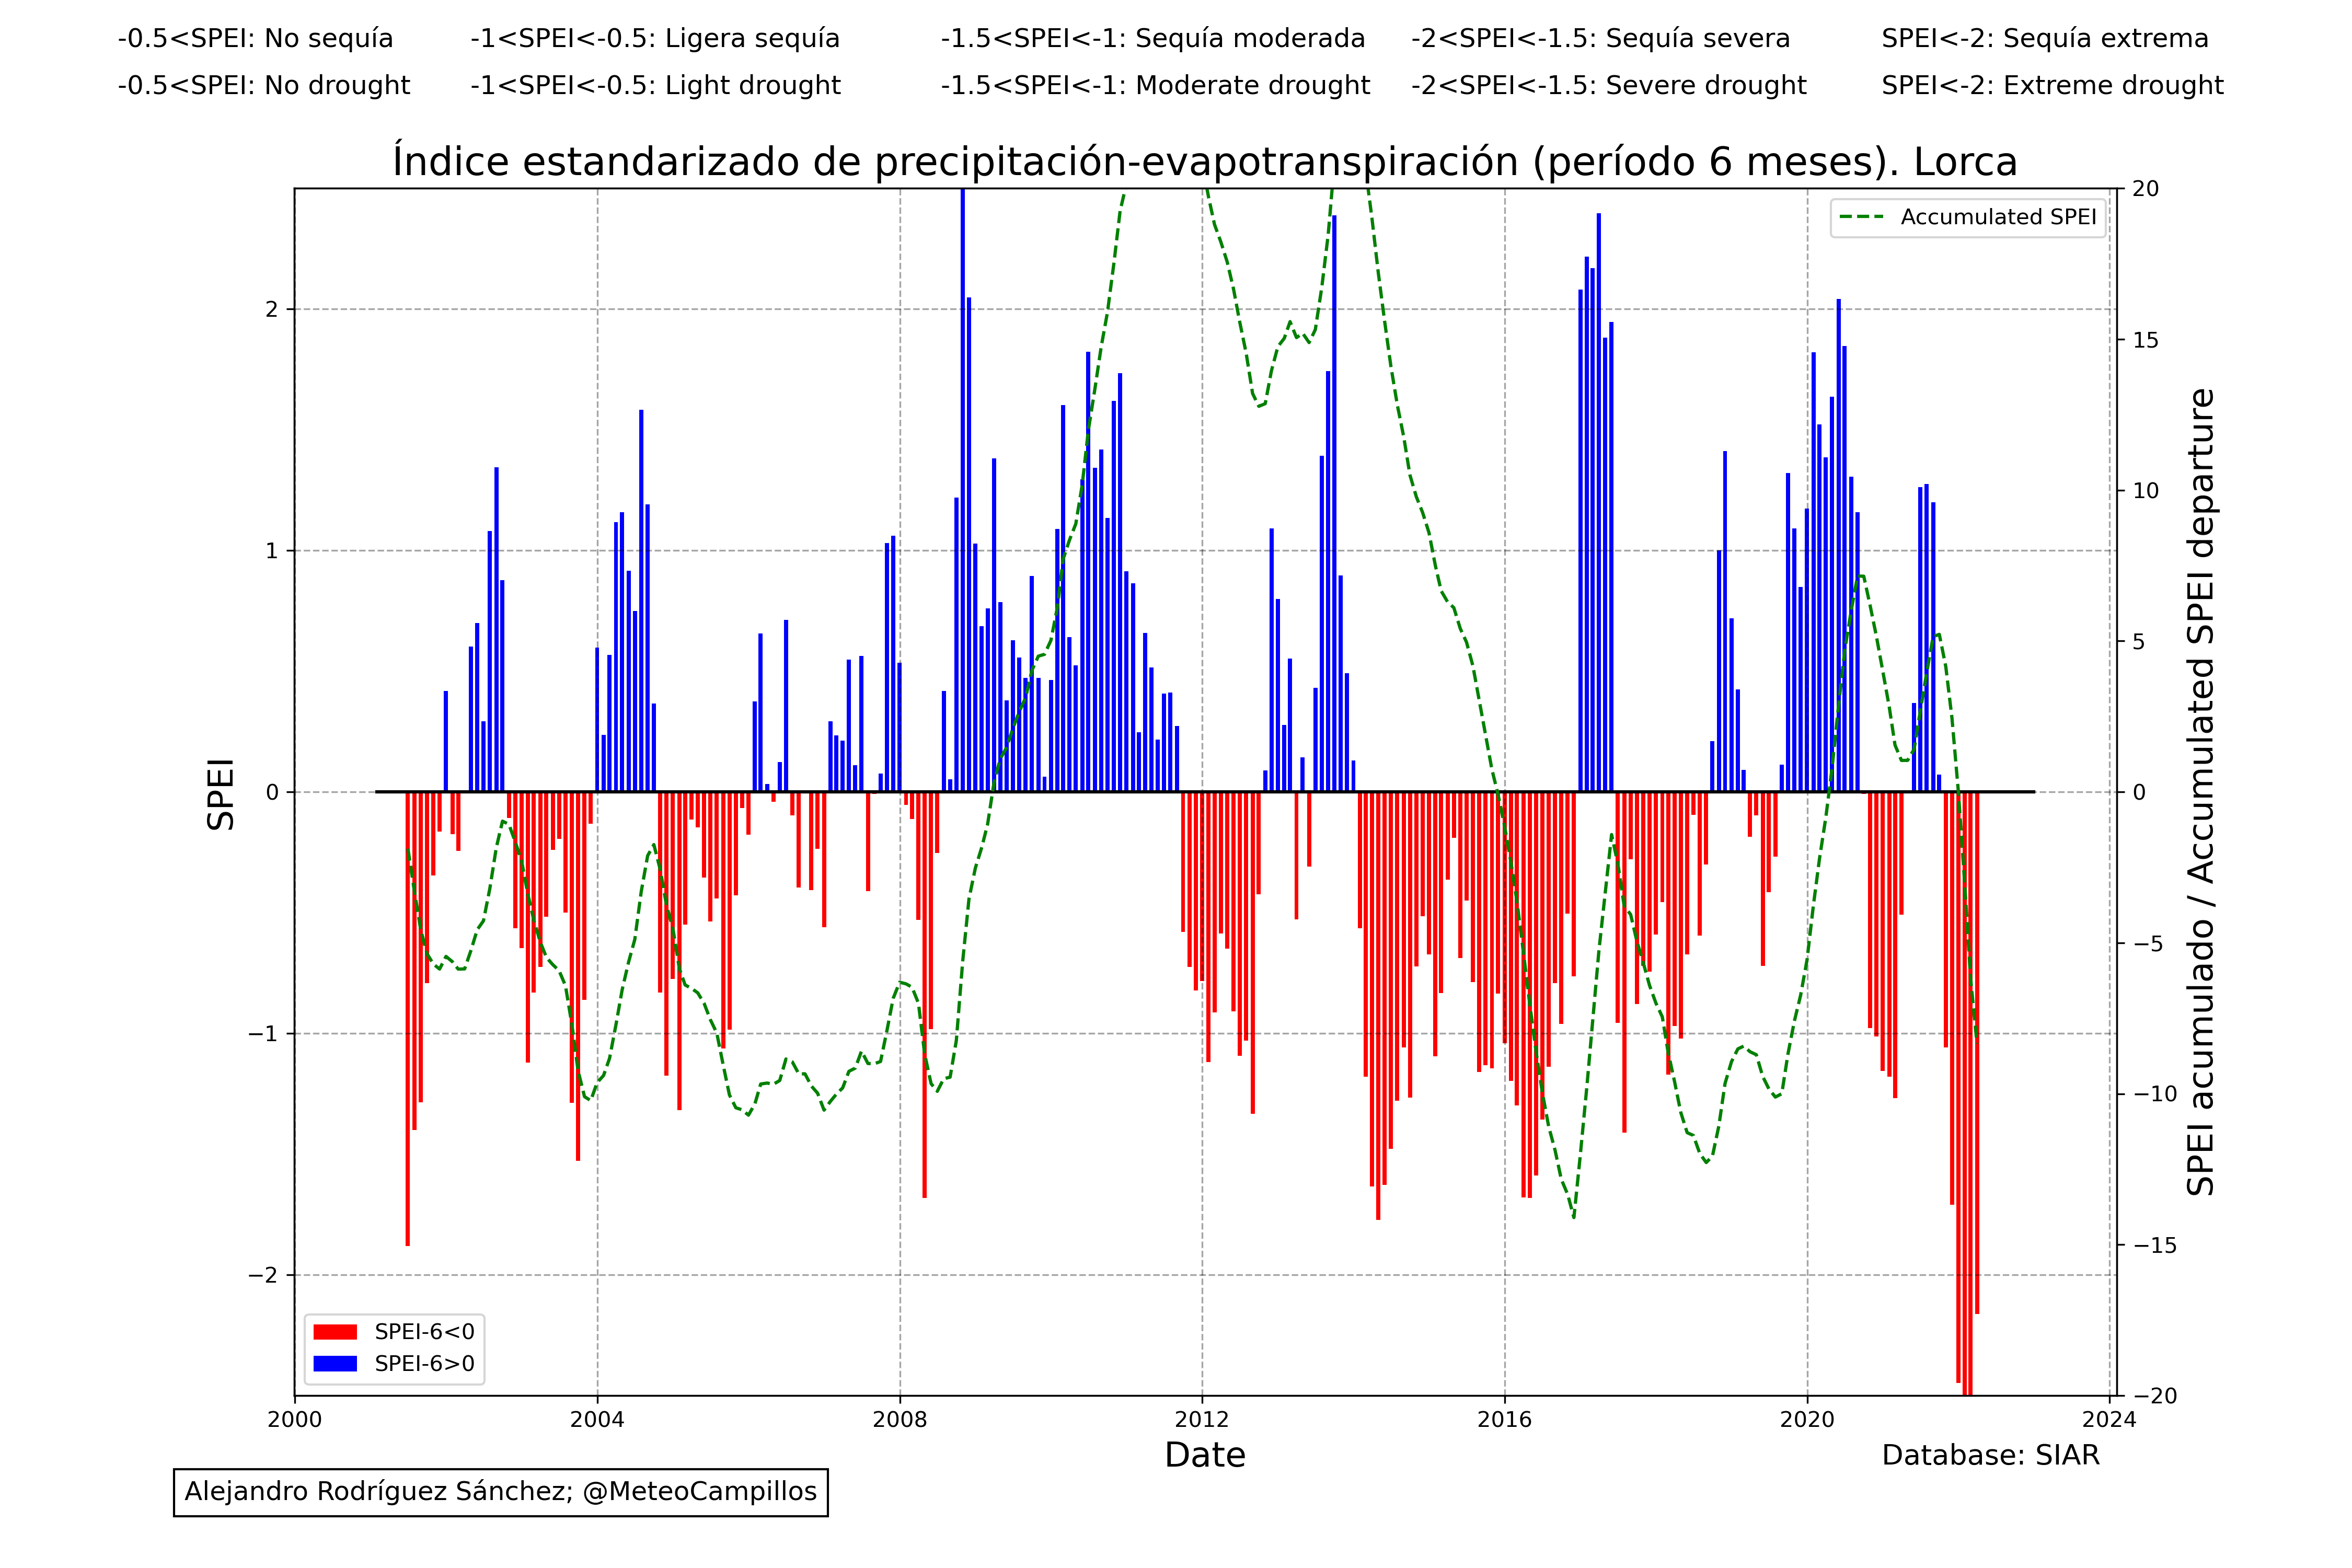 -0.5<SPEI: No sequía -1<SPEI<-0.5: Ligera sequía -1.5<SPEI<-1: Sequía moderada -2<SPEI<-1.5: Sequía severa SPEI<-2: Sequía extrema
-0.5<SPEI: No drought -1<SPEI<-0.5: Light drought -1.5<SPEI<-1: Moderate drought -2<SPEI<-1.5: Severe drought SPEI<-2: Extreme drought
Índice estandarizado de precipitación-evapotranspiración (período 6 meses). Lorca
Accumulated SPEI
2
1
0
−1
−2
SPEI
20
15
10
5
0
−5
−10
−15
−20
SPEI acumulado / Accumulated SPEI departure
SPEI-6<0
SPEI-6>0
2000 2004 2008 2012 2016 2020 2024
Date
Database: SIAR
Alejandro Rodríguez Sánchez; @MeteoCampillos